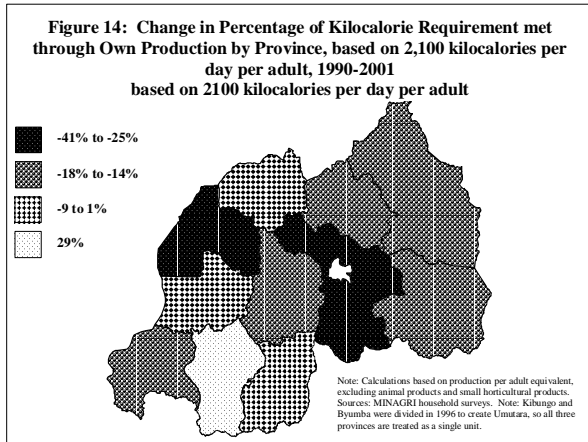 Figure 14:  Change in Percentage of Kilocalorie Requirement met
through Own Production by Province, based on 2,100 kilocalories per
day per adult, 1990-2001
based on 2100 kilocalories per day per adult
-41% to -25%
-18% to -14%
-9 to 1%
29%
Note: Calculations based on production per adult equivalent,
excluding animal products and small horticultural products.
Sources: MINAGRI household surveys.  Note: Kibungo and
Byumba were divided in 1996 to create Umutara, so all three
provinces are treated as a single unit.